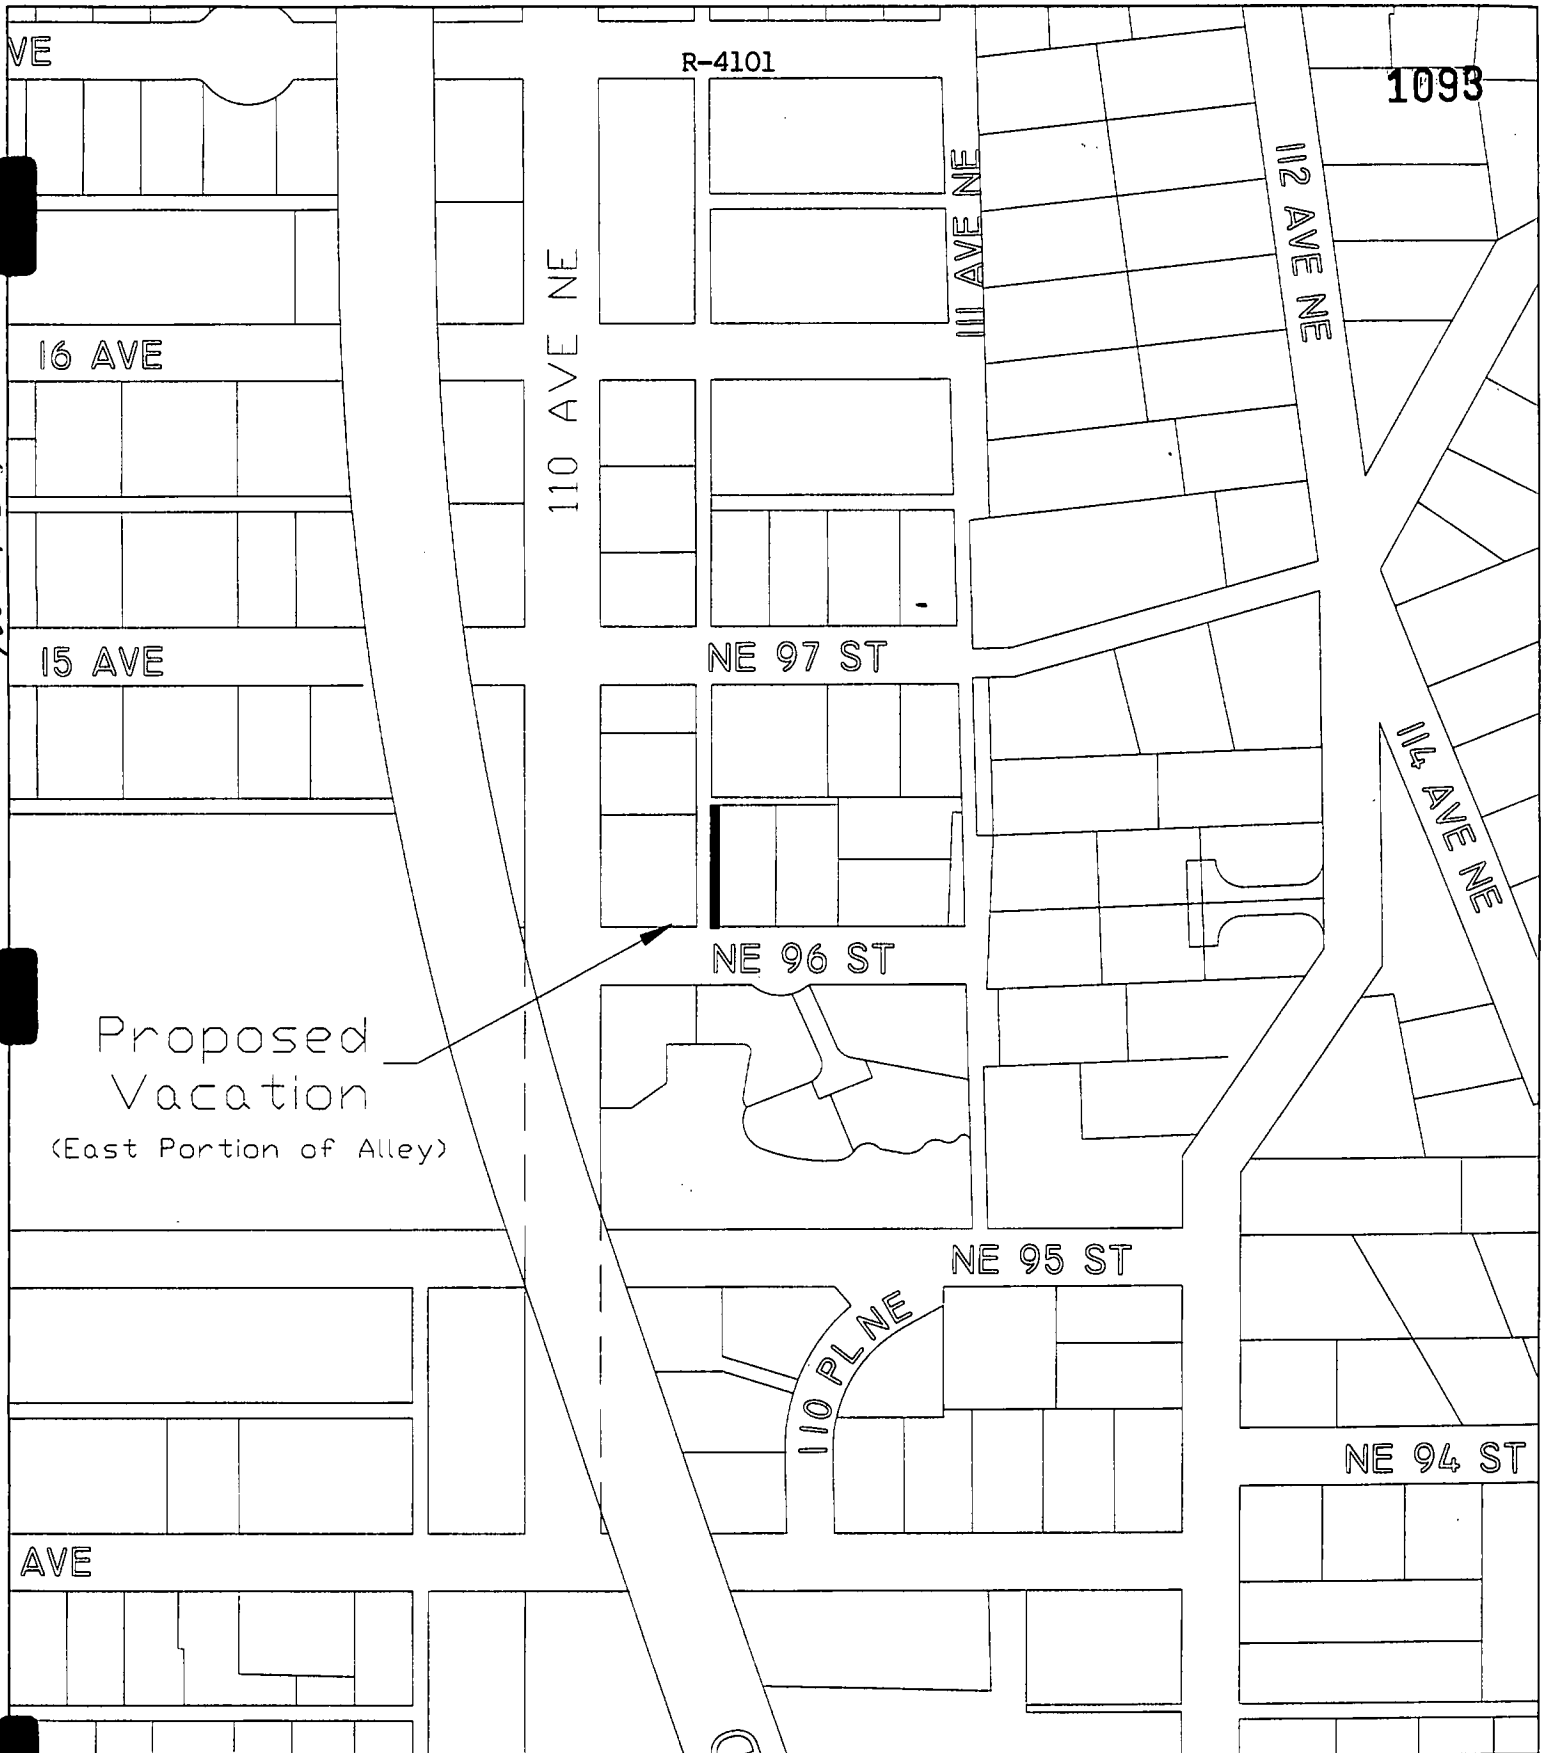 VE
R-4101
1093
111 AVE NE
112 AVE NE
110 AVE NE
16 AVE
15 AVE
NE 97 ST
114 AVE NE
NE 96 ST
Proposed
Vacation
(East Portion of Alley)
NE 95 ST
110 PL NE
NE 94 ST
AVE